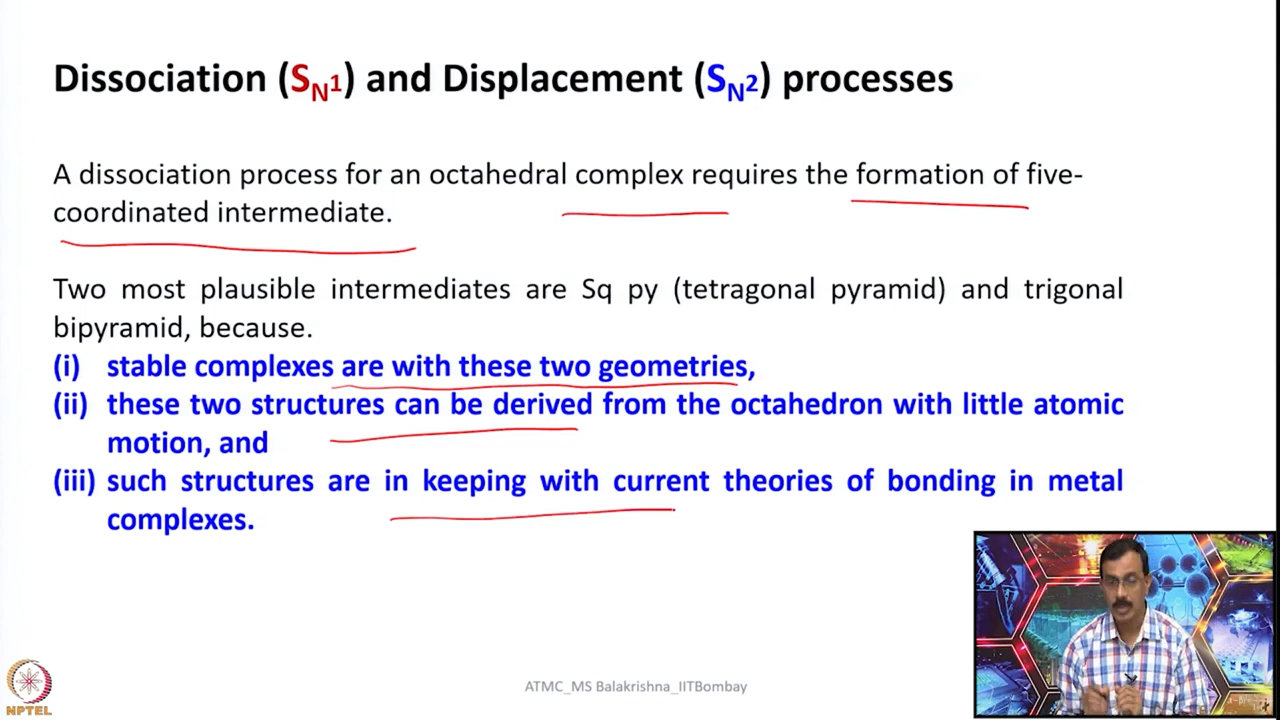 Dissociation (SN1) and Displacement (SN2) processes
A dissociation process for an octahedral complex requires the formation of five-
coordinated intermediate.
Two most plausible intermediates are Sq py (tetragonal pyramid) and trigonal
bipyramid, because.
(i) stable complexes are with these two geometries,
(ii) these two structures can be derived from the octahedron with little atomic
motion, and
(iii) such structures are in keeping with current theories of bonding in metal
complexes.
NPTEL
ATMC_MS Balakrishna_IITBombay